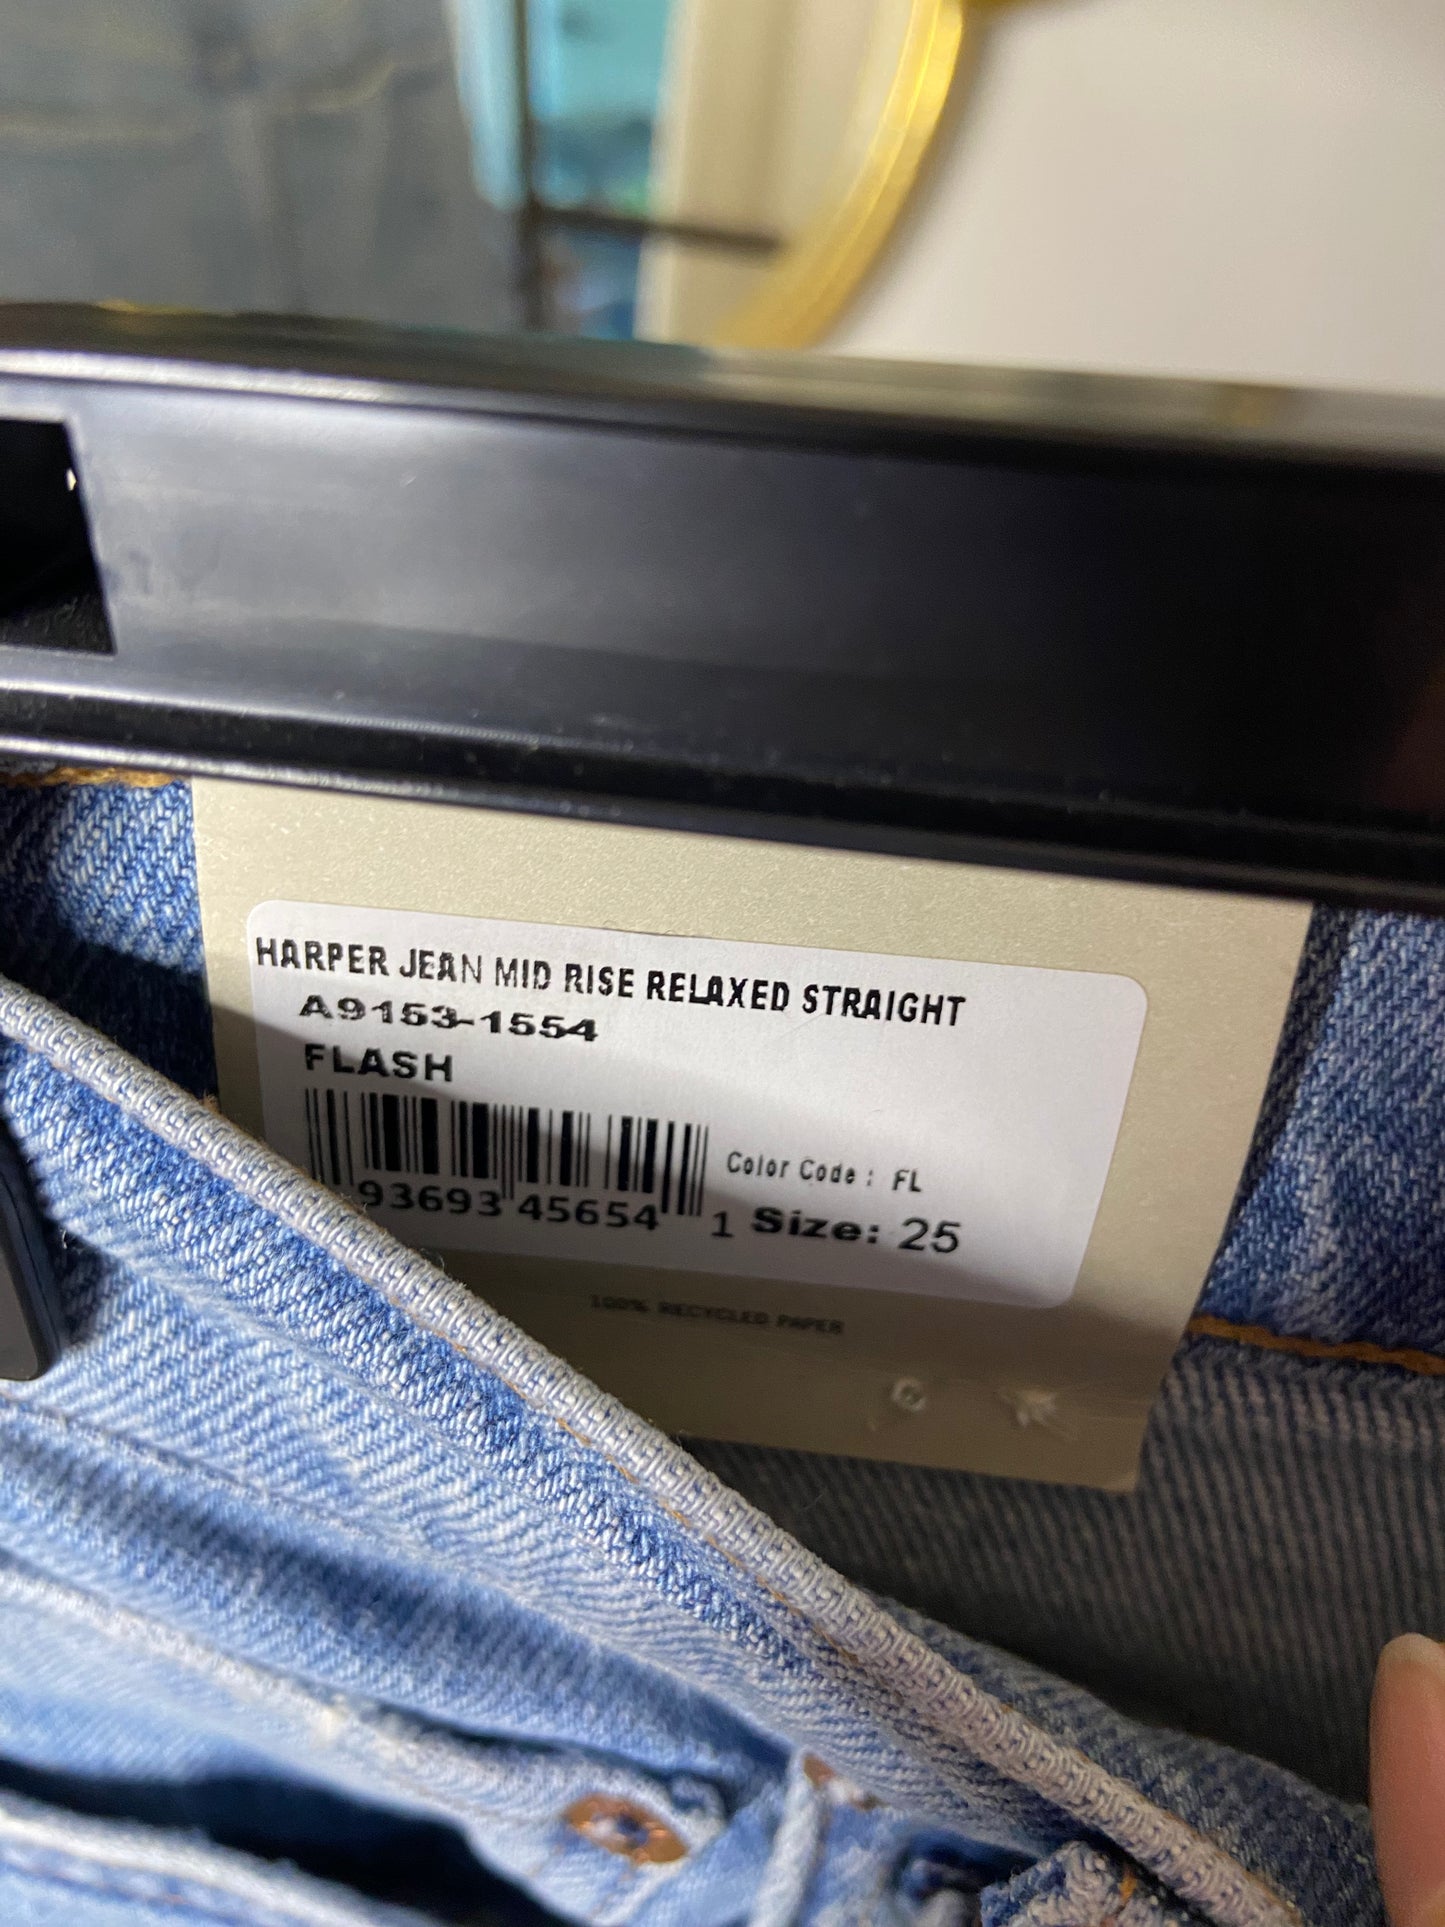 HARPER JEAN MID RISE RELAXED STRAIGHT
A9153-1554
FLASH
Color Code : FL
93693 45654 1 Size: 25
100% RECYCLED PAPER